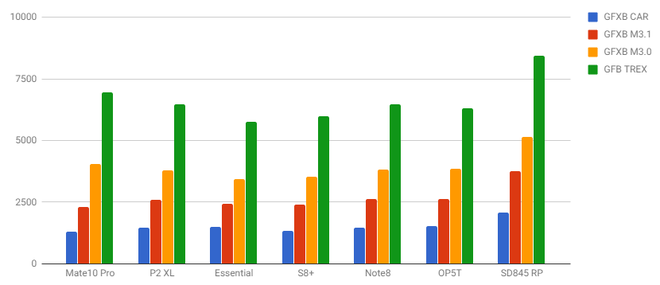 10000
7500
5000
2500
0
Mate10 Pro
P2 XL
Essential
S8+
Note8
OP5T
SD845 RP
GFXB CAR
GFXB M3.1
GFXB M3.0
GFB TREX